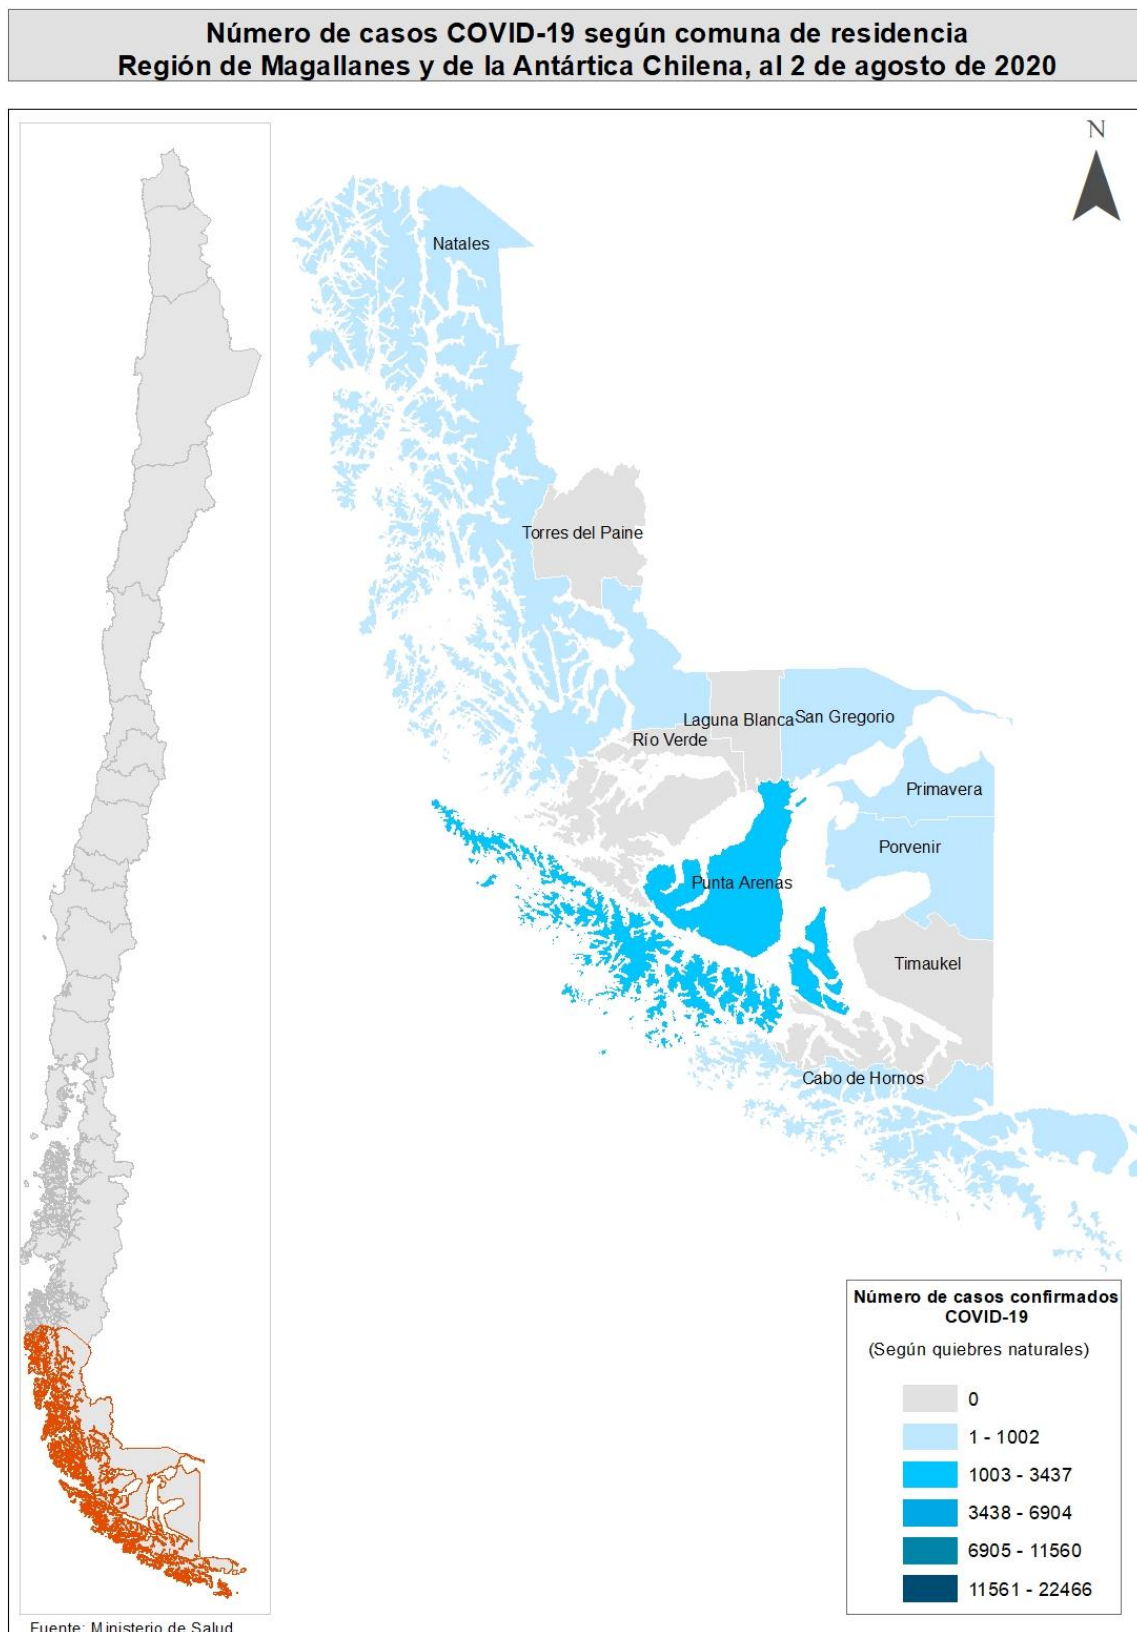 Número de casos COVID-19 según comuna de residencia
Región de Magallanes y de la Antártica Chilena, al 2 de agosto de 2020
N
Natales
Torres del Paine
Laguna Blanca
San Gregorio
Río Verde
Primavera
Porvenir
Punta Arenas
Timaukel
Cabo de Hornos
Número de casos confirmados
COVID-19
(Según quiebres naturales)
0
1 - 1002
1003 - 3437
3438 - 6904
6905 - 11560
11561 - 22466
Fuente: Ministerio de Salud